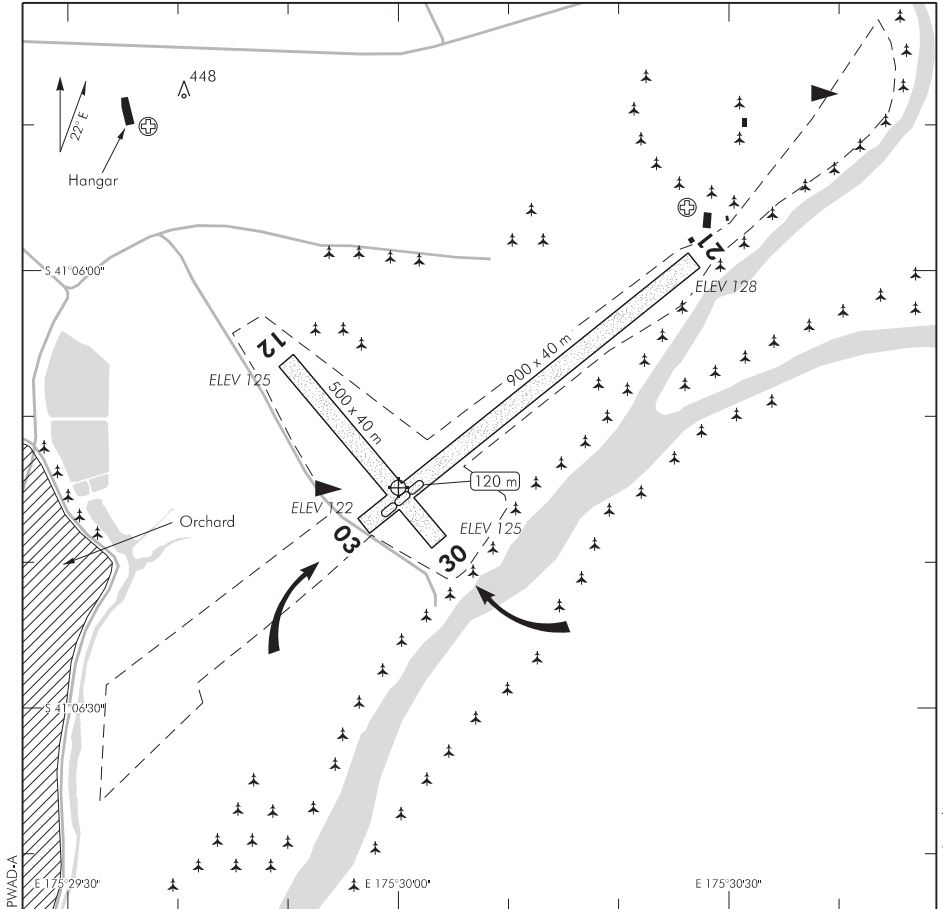 448
22° E
Hangar
21
S 41°06'00"
ELEV 128
12
900 x 40 m
ELEV 125
500 x 40 m
120 m
ELEV 122
Orchard
ELEV 125
03
30
S 41°06'30"
PWAD-A
E 175°29'30"
E 175°30'00"
E 175°30'30"